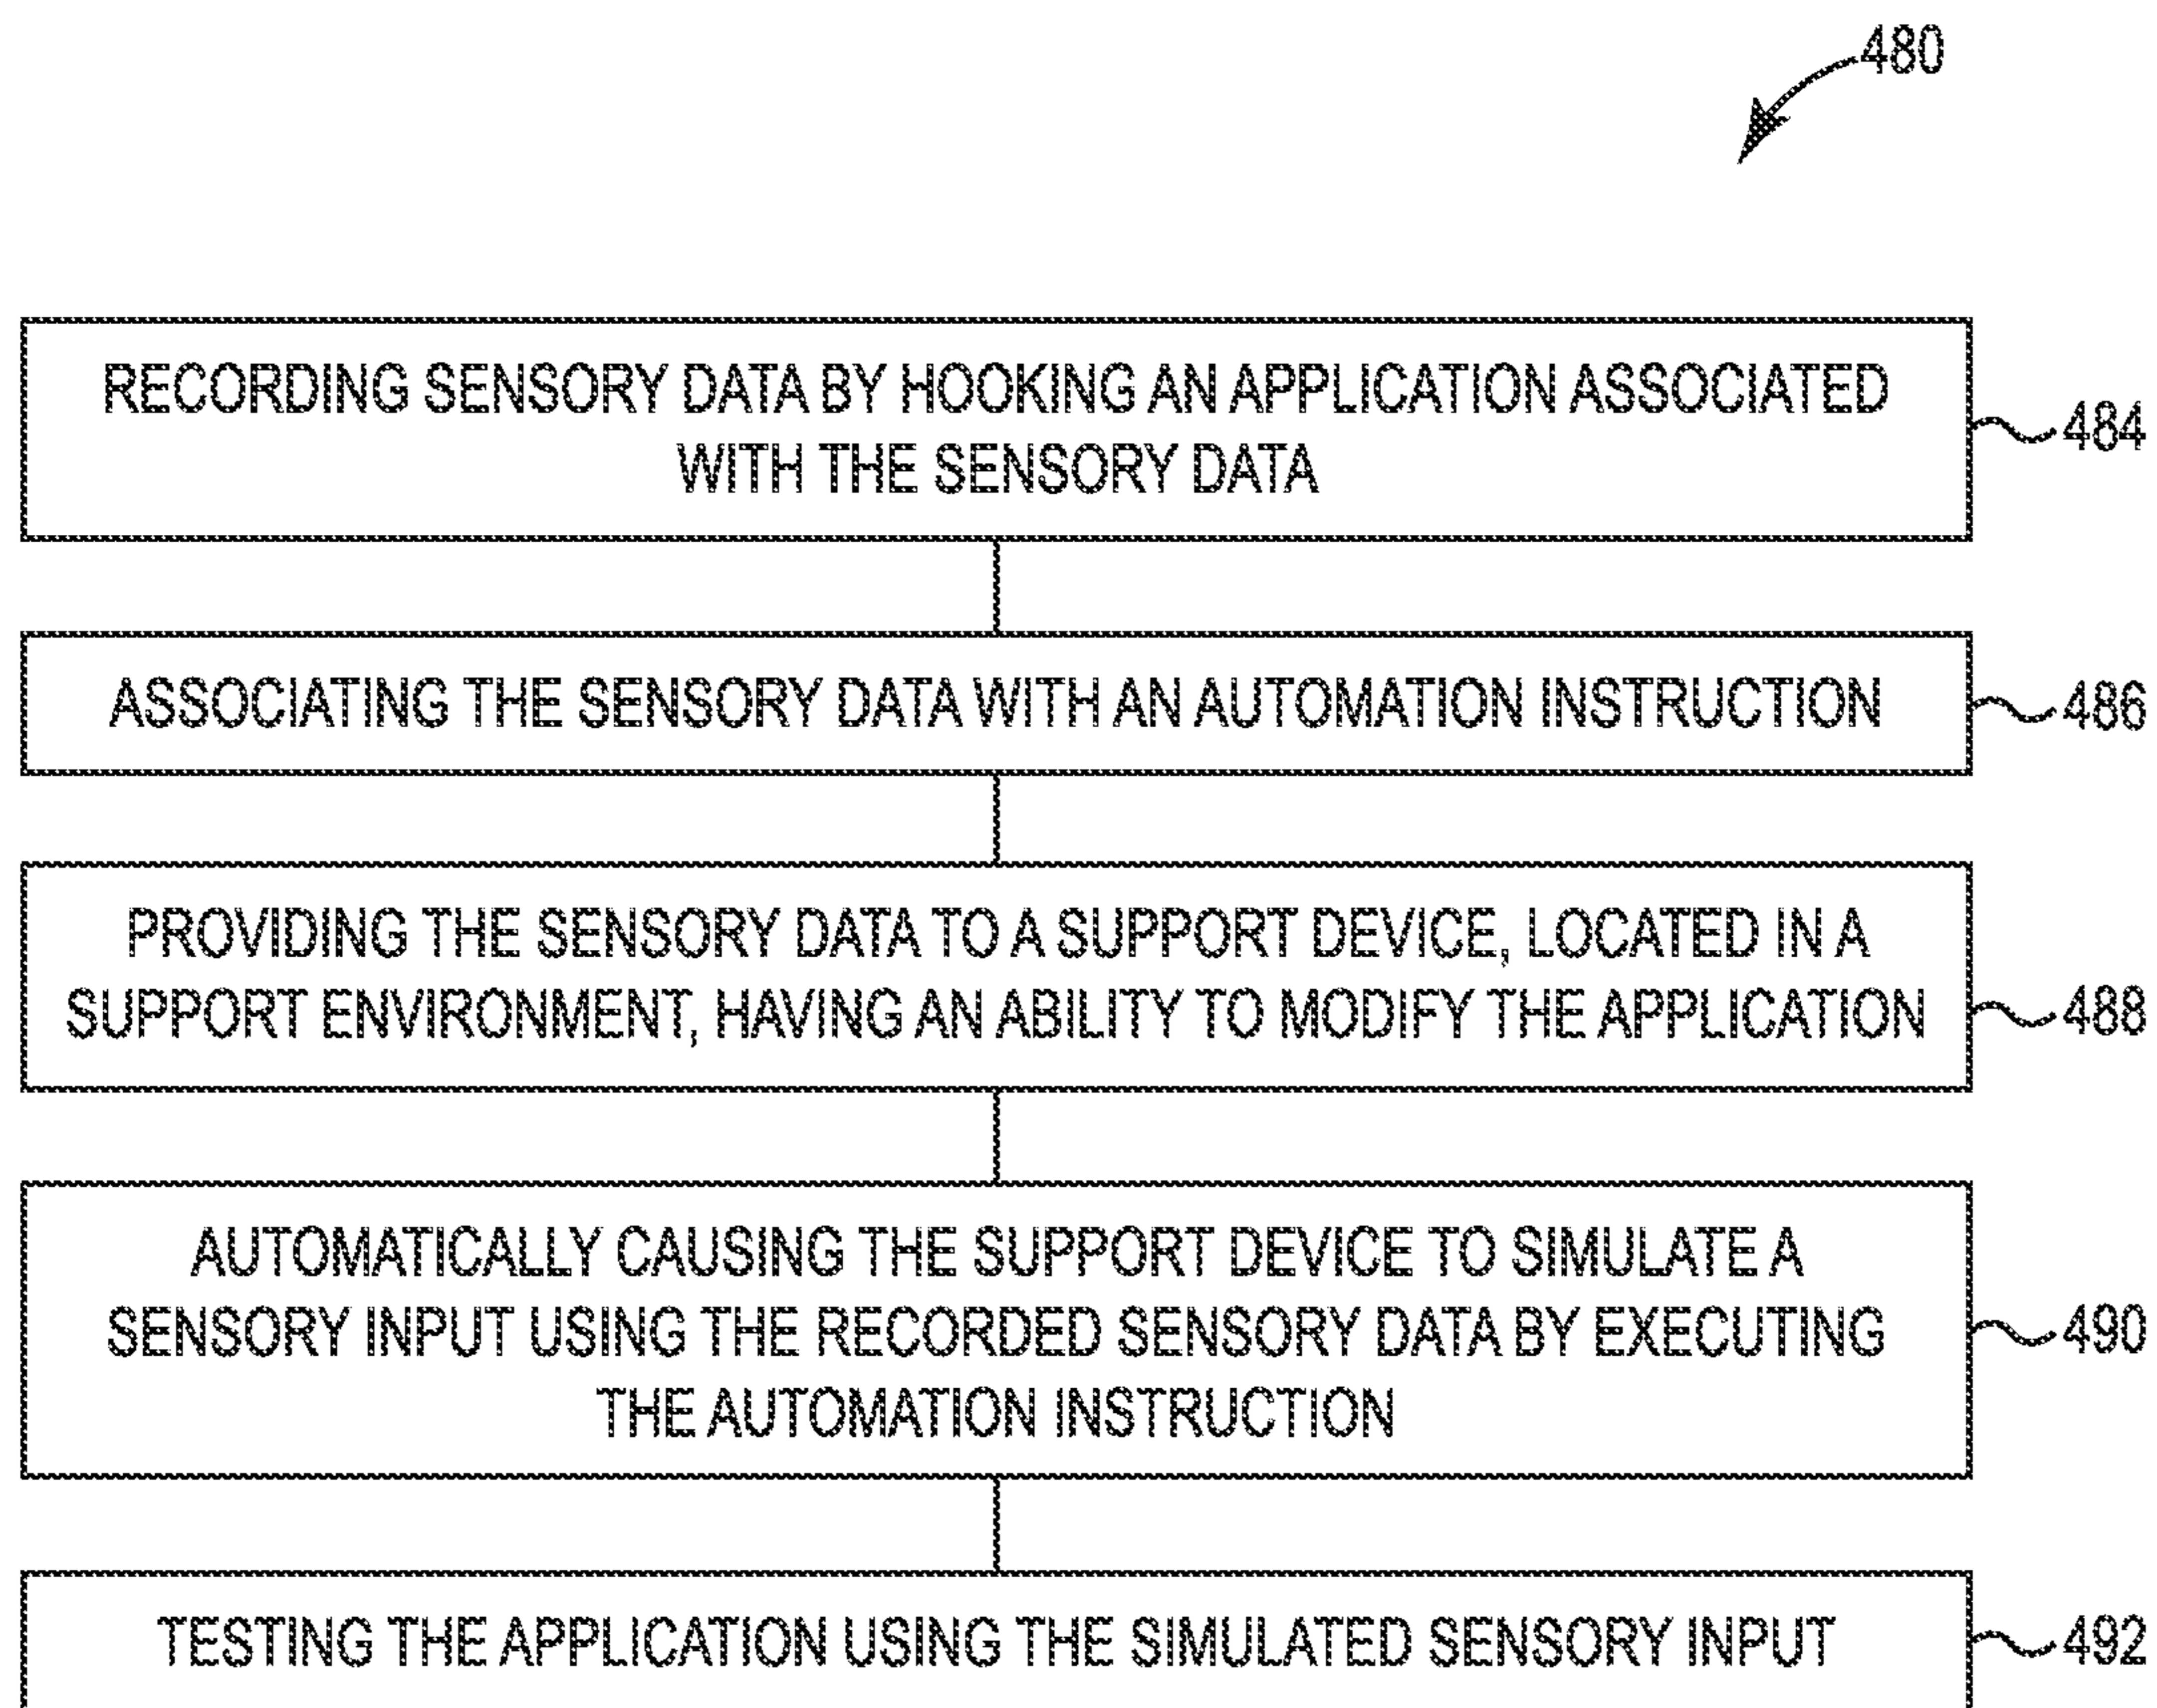 480
RECORDING SENSORY DATA BY HOOKING AN APPLICATION ASSOCIATED
WITH THE SENSORY DATA
484
ASSOCIATING THE SENSORY DATA WITH AN AUTOMATION INSTRUCTION
486
PROVIDING THE SENSORY DATA TO A SUPPORT DEVICE, LOCATED IN A
SUPPORT ENVIRONMENT, HAVING AN ABILITY TO MODIFY THE APPLICATION
488
AUTOMATICALLY CAUSING THE SUPPORT DEVICE TO SIMULATE A
SENSORY INPUT USING THE RECORDED SENSORY DATA BY EXECUTING
THE AUTOMATION INSTRUCTION
490
TESTING THE APPLICATION USING THE SIMULATED SENSORY INPUT
492